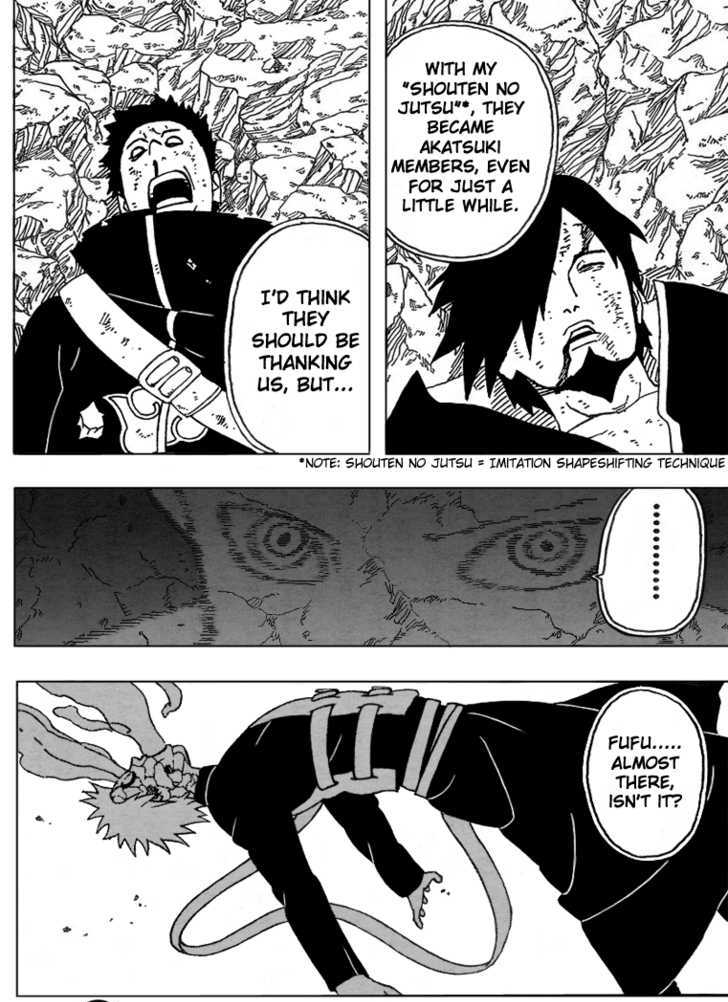 WITH MY
"SHOUTEN NO
JUTSU"*, THEY
BECAME
AKATSUKI
MEMBERS, EVEN
FOR JUST A
LITTLE WHILE.
I'D THINK
THEY
SHOULD BE
THANKING
US, BUT...
*NOTE: SHOUTEN NO JUTSU = IMITATION SHAPESHIFTING TECHNIQUE
..........
FUFU.....
ALMOST
THERE,
ISN'T IT?